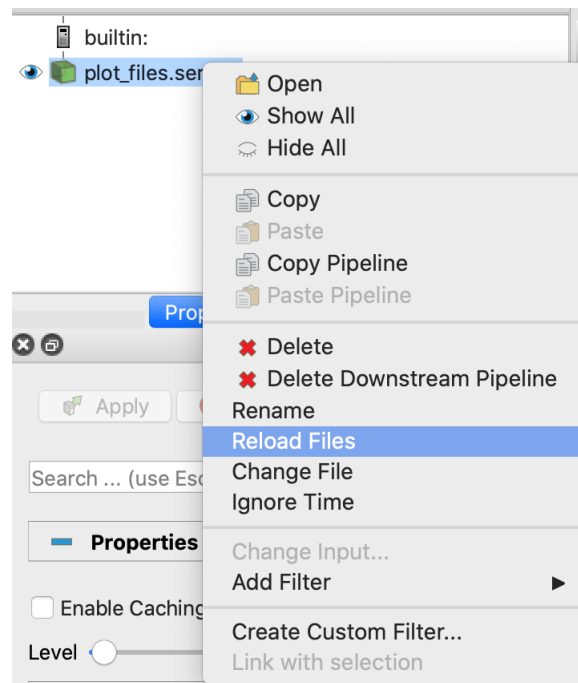 builtin:
plot_files.ser
Open
Show All
Hide All
Copy
Paste
Copy Pipeline
Paste Pipeline
Prop
Delete
Delete Downstream Pipeline
Apply
Rename
Reload Files
Search ... (use Esc
Change File
Ignore Time
Properties
Change Input...
Add Filter
Enable Caching
Create Custom Filter...
Level
Link with selection